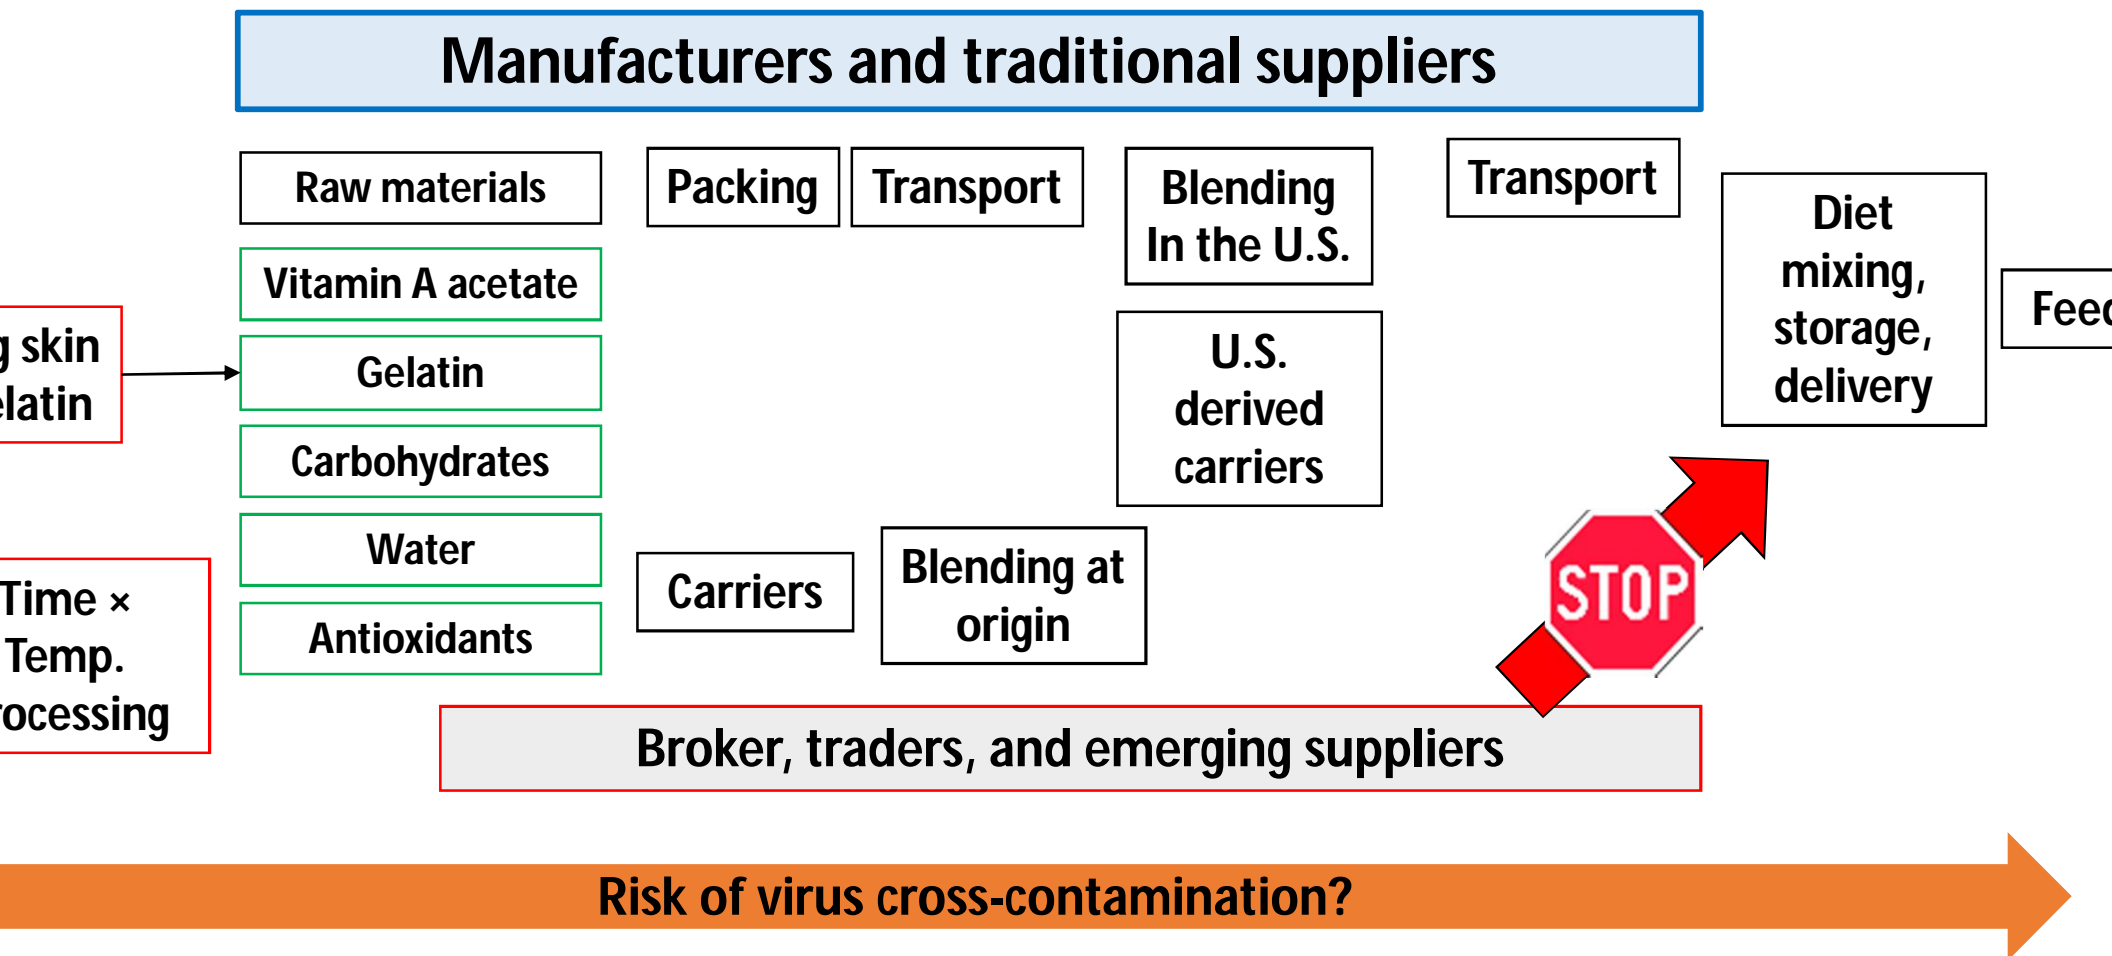 Manufacturers and traditional suppliers
Raw materials
Packing
Transport
Blending
In the U.S.
Transport
Diet
mixing,
storage,
delivery
Vitamin A acetate
Gelatin
Carbohydrates
Water
Antioxidants
skin
U.S.
derived
carriers
Carriers
Blending at
origin
Time ×
Temp.
STOP
Broker, traders, and emerging suppliers
Risk of virus cross-contamination?